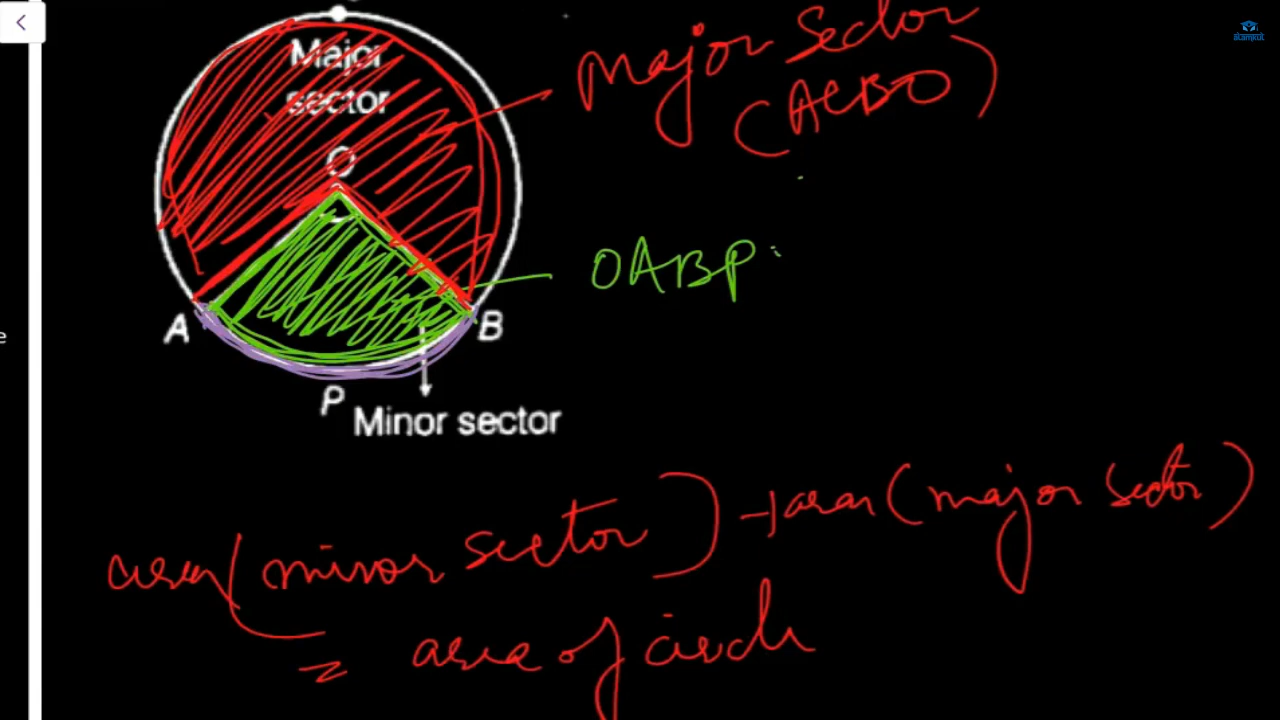 Major
sector
O
A
B
P
Minor sector
Major Sector
(ACBO)
OABP
area (minor sector) + area (major sector)
= area of circle
e